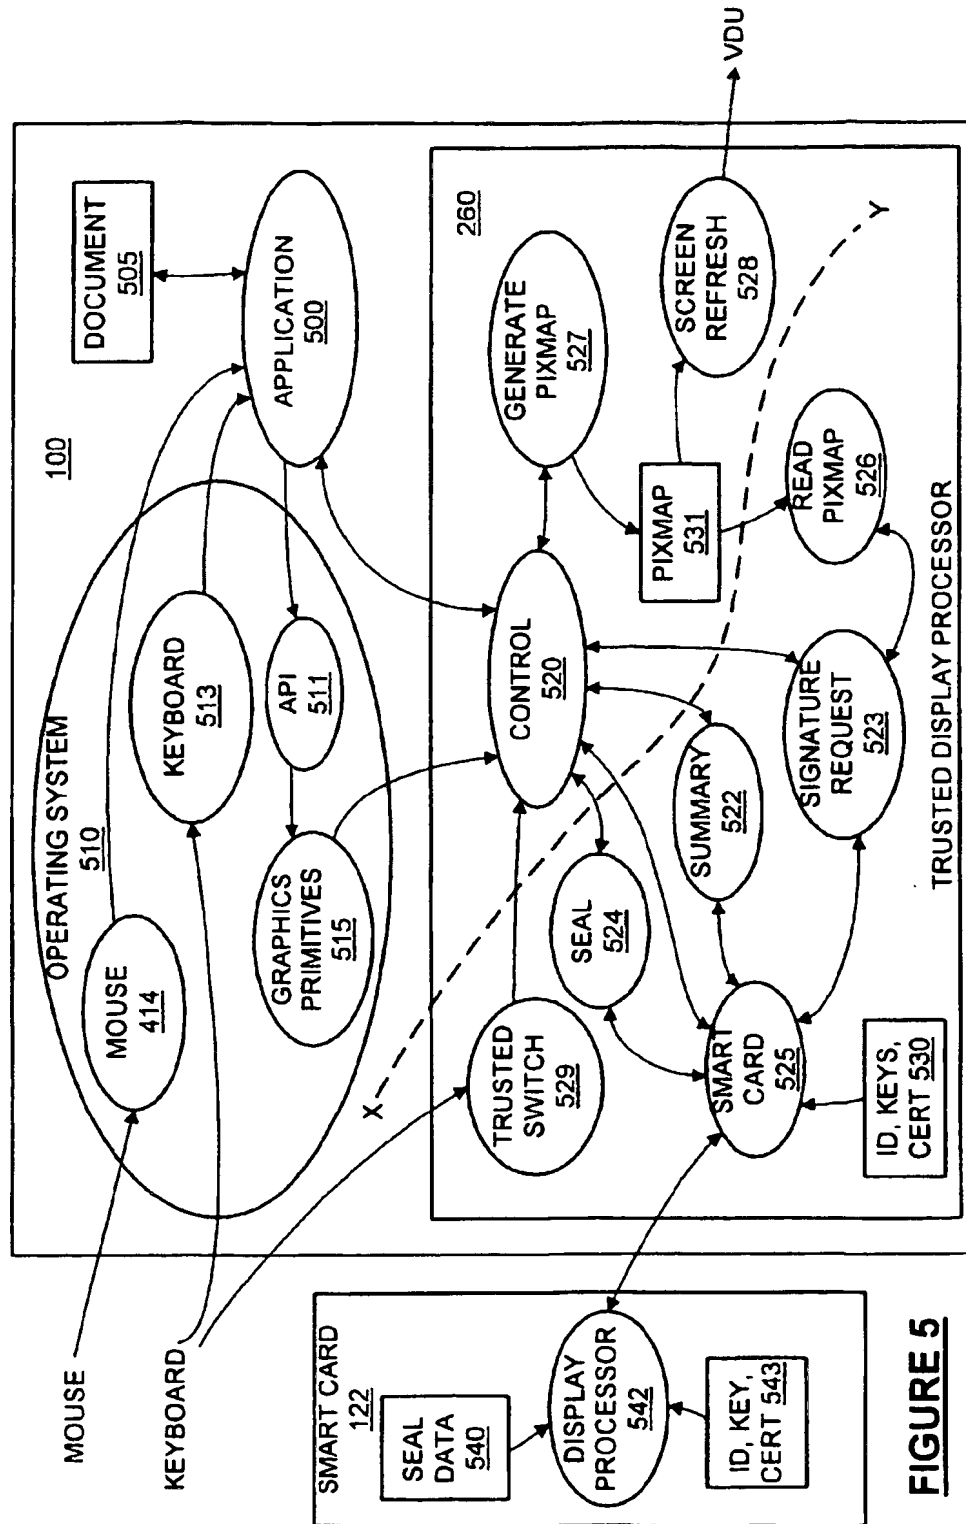 MOUSE
KEYBOARD
100
OPERATING SYSTEM
510
MOUSE
414
KEYBOARD
513
API
511
GRAPHICS
PRIMITIVES
515
DOCUMENT
505
APPLICATION
500
260
X
Y
TRUSTED
SWITCH
529
CONTROL
520
GENERATE
PIXMAP
527
SEAL
524
PIXMAP
531
SCREEN
REFRESH
528
VDU
SUMMARY
522
SMART
CARD
525
SIGNATURE
REQUEST
523
READ
PIXMAP
526
ID, KEYS,
CERT 530
TRUSTED DISPLAY PROCESSOR
SMART CARD
122
SEAL
DATA
540
DISPLAY
PROCESSOR
542
ID, KEY,
CERT 543
FIGURE 5